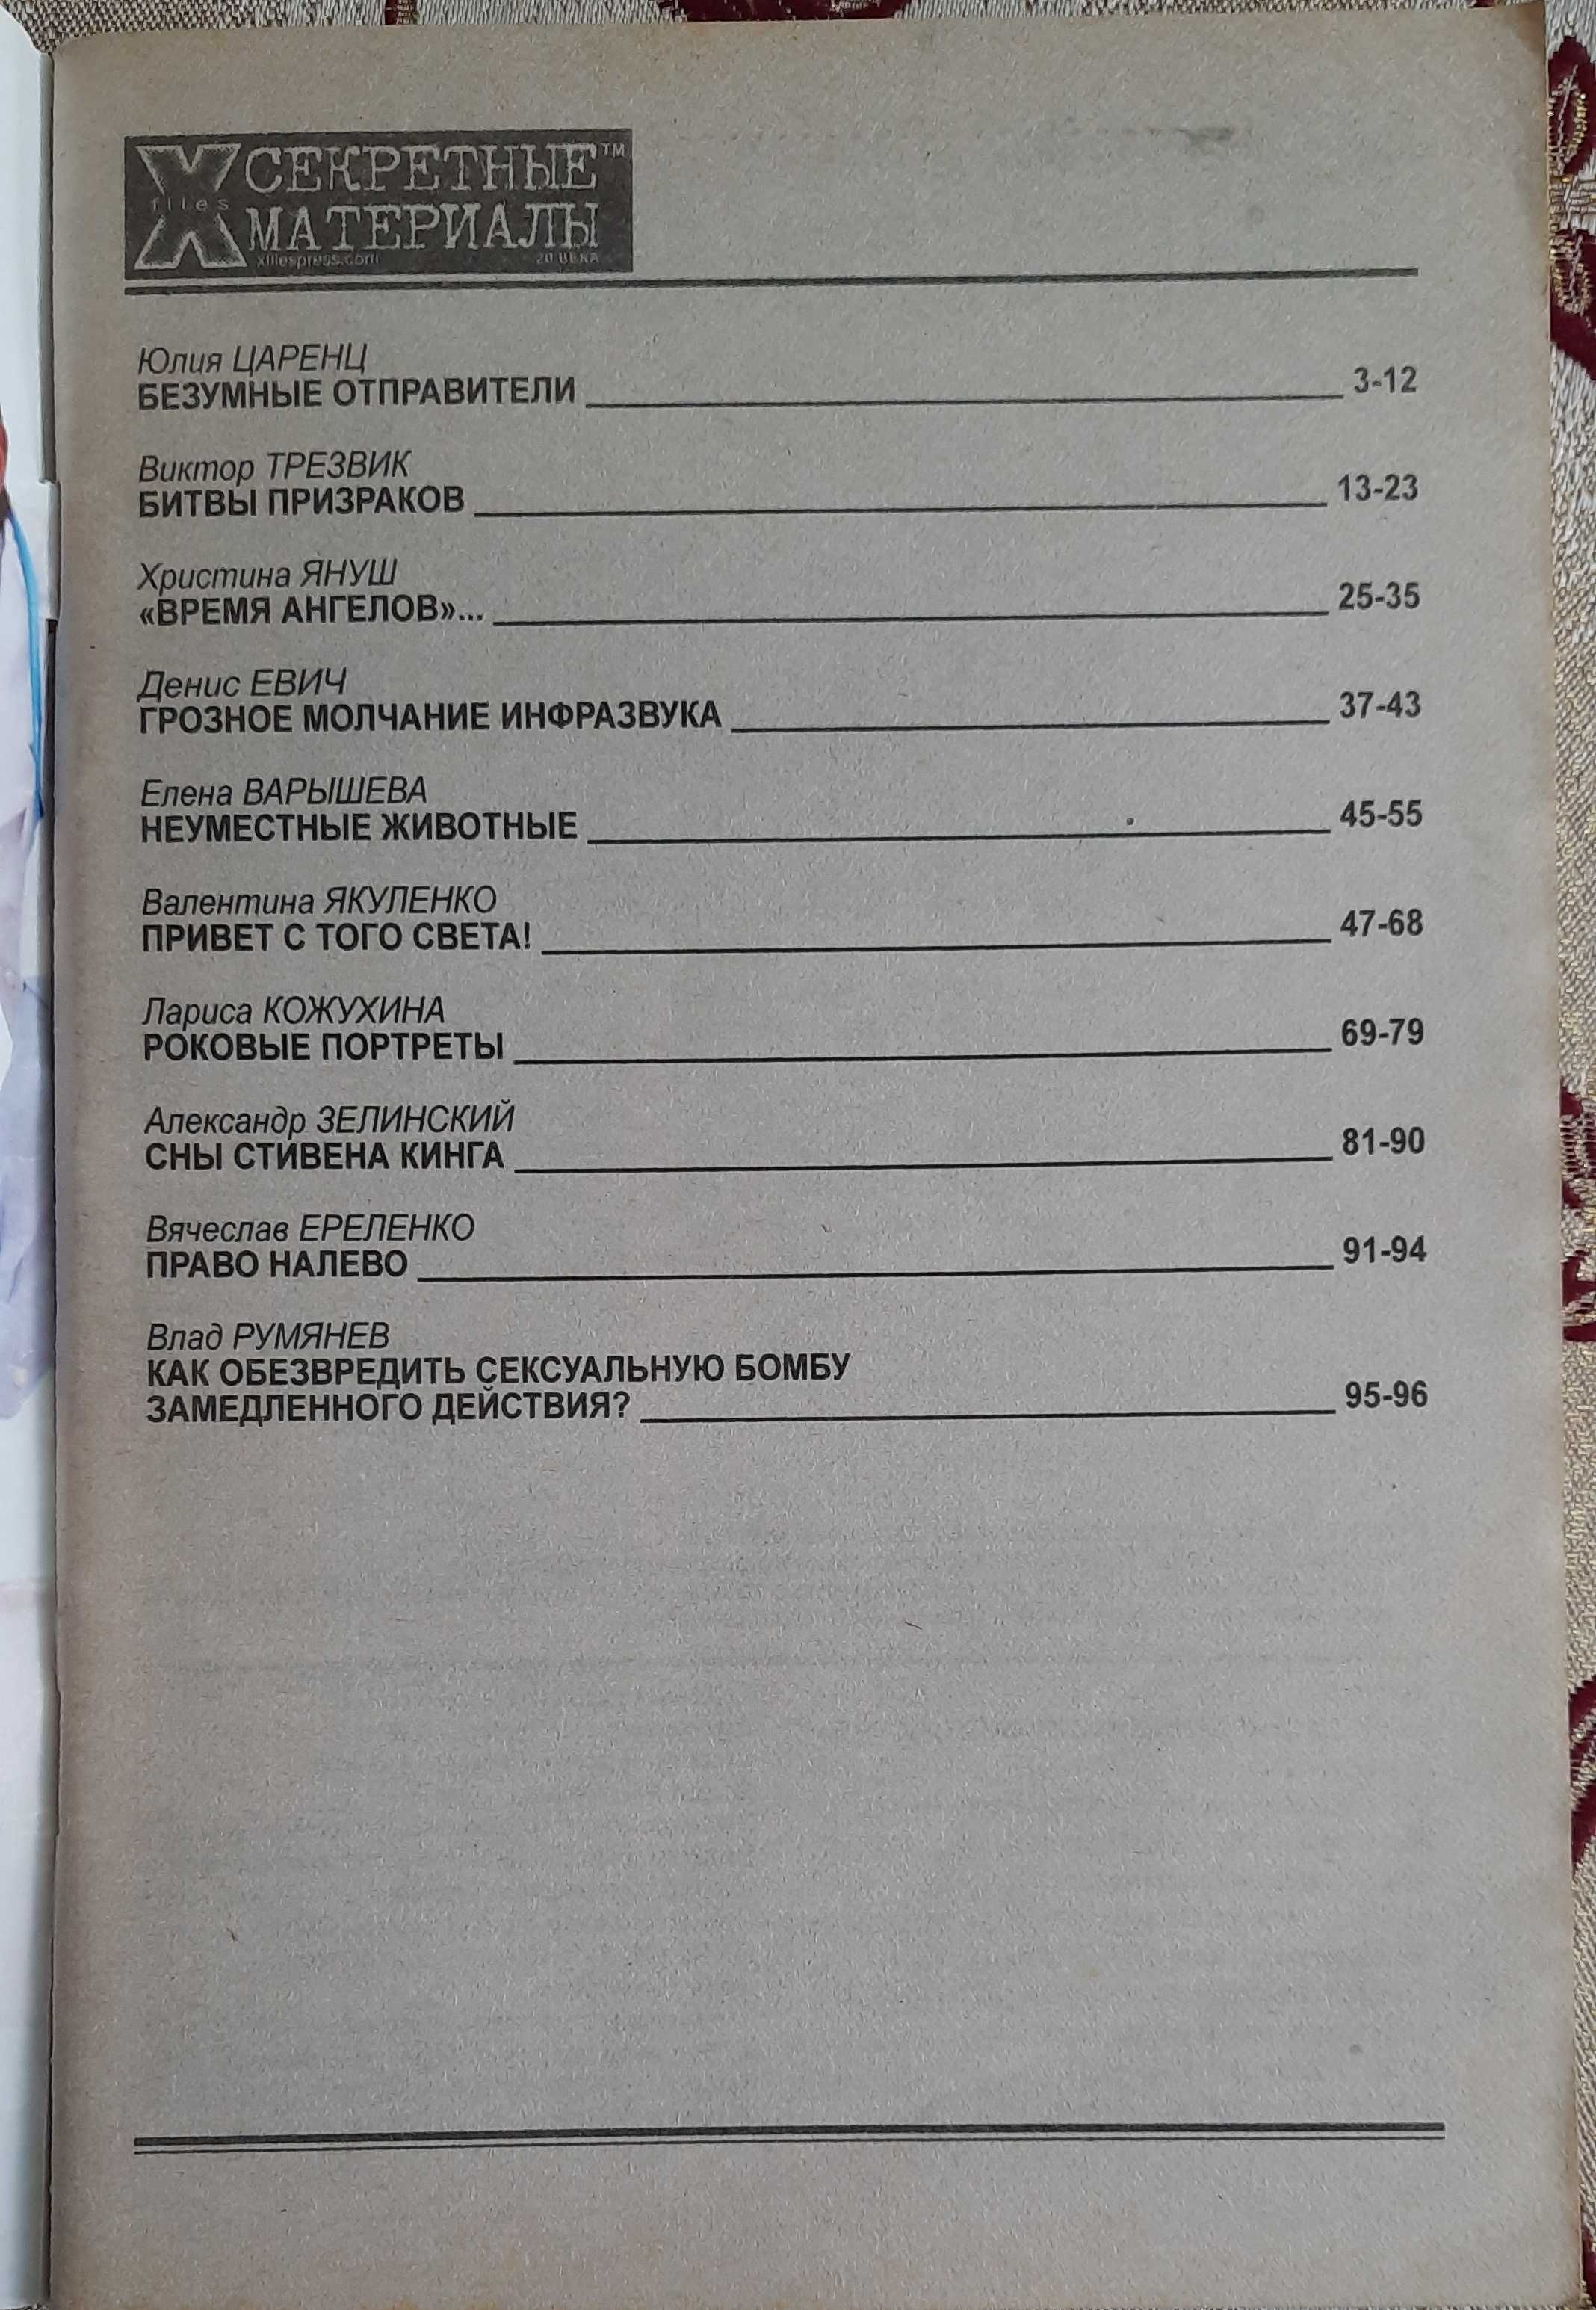 X СЕКРЕТНЫЕ™
files
МАТЕРИАЛЫ
xfilespress.com 20 ВЕКА
Юлия ЦАРЕНЦ
БЕЗУМНЫЕ ОТПРАВИТЕЛИ 3-12
Виктор ТРЕЗВИК
БИТВЫ ПРИЗРАКОВ 13-23
Христина ЯНУШ
«ВРЕМЯ АНГЕЛОВ»... 25-35
Денис ЕВИЧ
ГРОЗНОЕ МОЛЧАНИЕ ИНФРАЗВУКА 37-43
Елена ВАРЫШЕВА
НЕУМЕСТНЫЕ ЖИВОТНЫЕ 45-55
Валентина ЯКУЛЕНКО
ПРИВЕТ С ТОГО СВЕТА! 47-68
Лариса КОЖУХИНА
РОКОВЫЕ ПОРТРЕТЫ 69-79
Александр ЗЕЛИНСКИЙ
СНЫ СТИВЕНА КИНГА 81-90
Вячеслав ЕРЕЛЕНКО
ПРАВО НАЛЕВО 91-94
Влад РУМЯНЕВ
КАК ОБЕЗВРЕДИТЬ СЕКСУАЛЬНУЮ БОМБУ
ЗАМЕДЛЕННОГО ДЕЙСТВИЯ? 95-96